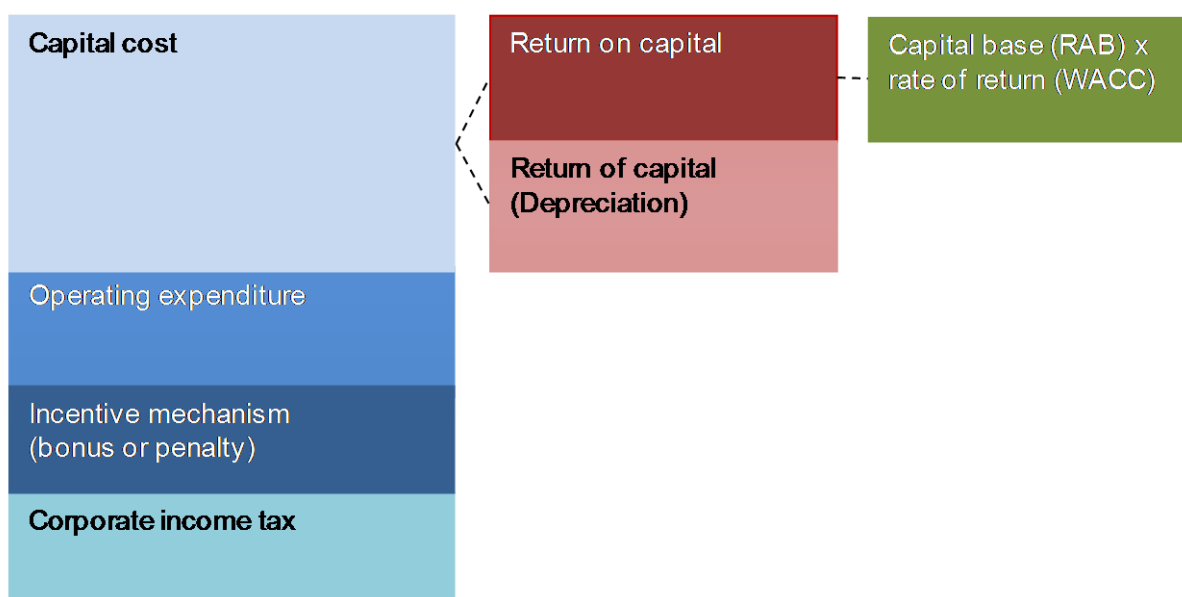 Capital cost
Return on capital
Capital base (RAB) x
rate of return (WACC)
Return of capital
(Depreciation)
Operating expenditure
Incentive mechanism
(bonus or penalty)
Corporate income tax